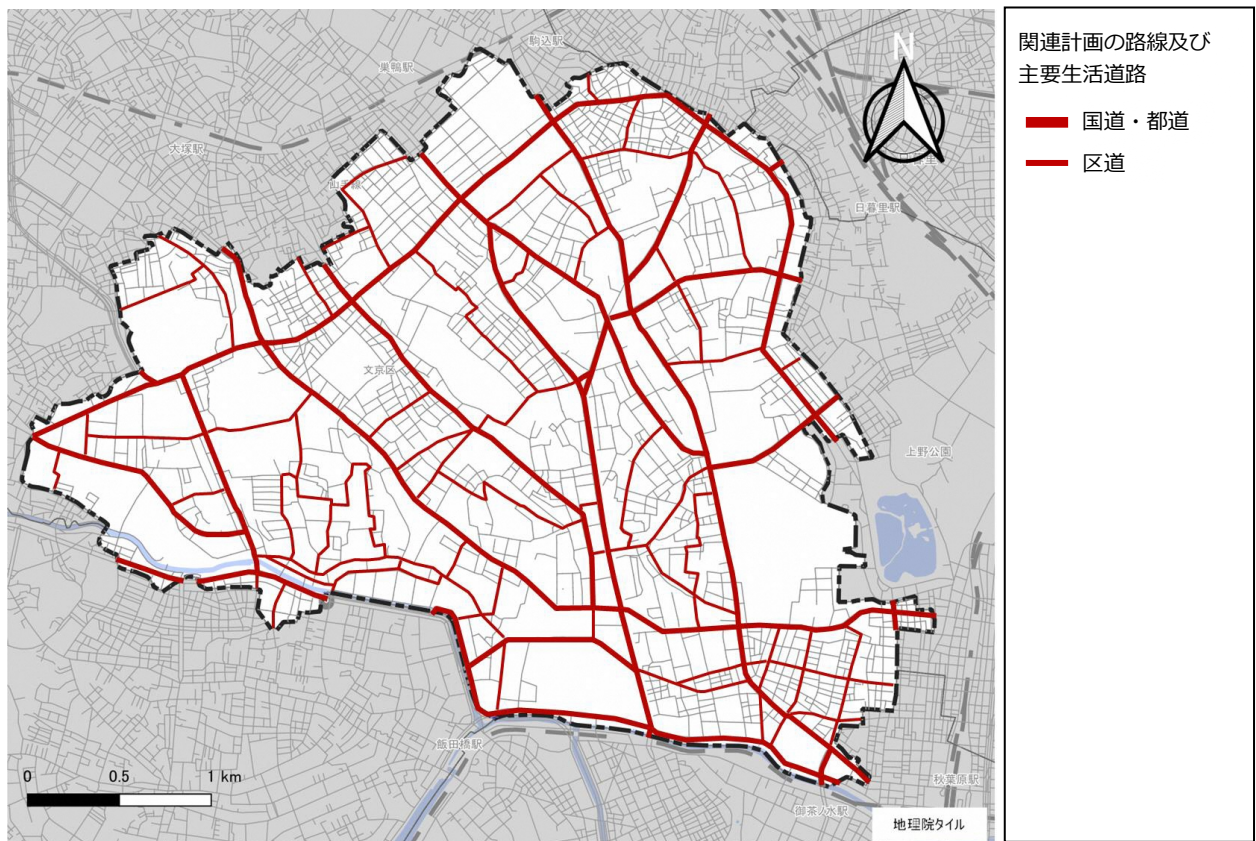 駒込駅
巣鴨駅
大塚駅
山手線
N
日暮里駅
文京区
上野公園
飯田橋駅
御茶ノ水駅
秋葉原駅
0 0.5 1 km
地理院タイル
関連計画の路線及び
主要生活道路
国道・都道
区道